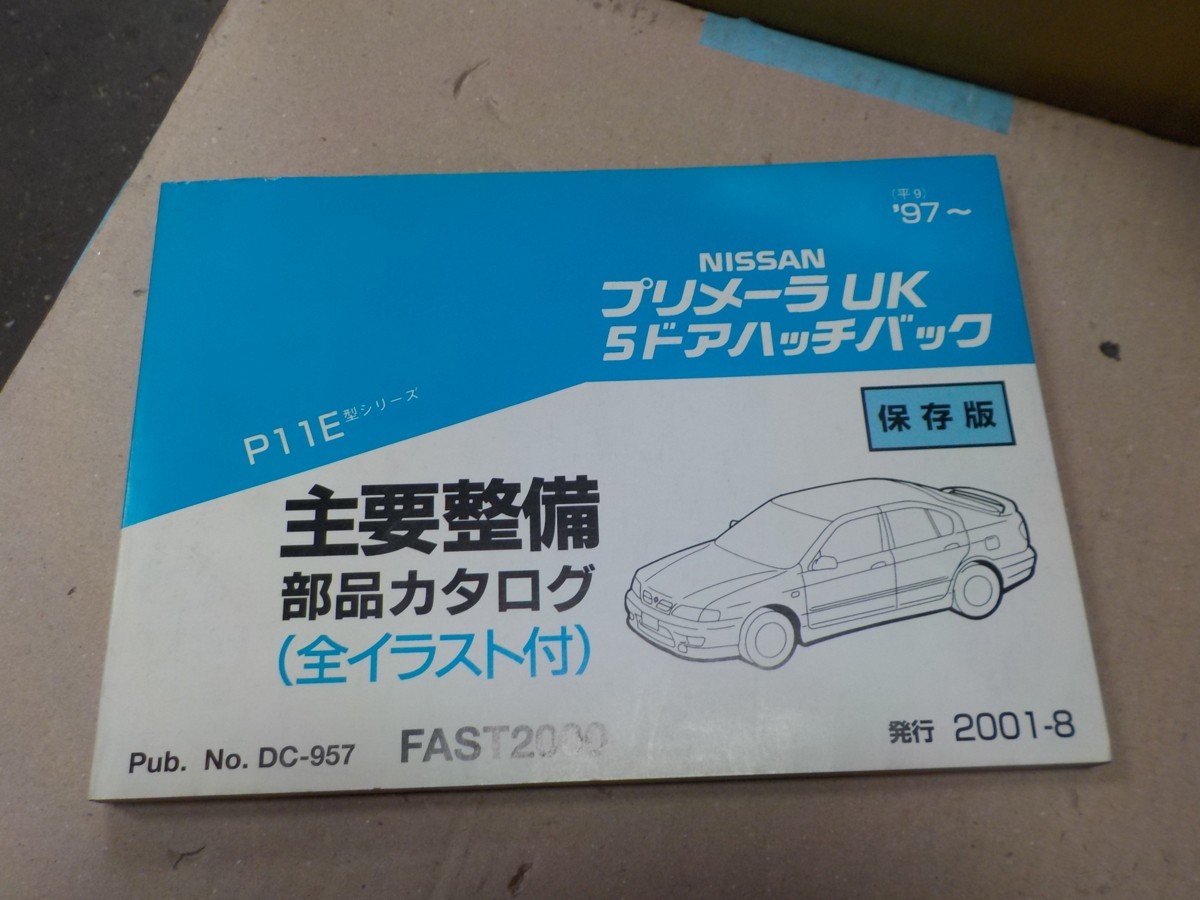 (平9)
'97～
NISSAN
プリメーラ UK
5ドアハッチバック
P11E型シリーズ
保存版
主要整備
部品カタログ
(全イラスト付)
Pub. No. DC-957
FAST2000
発行 2001-8